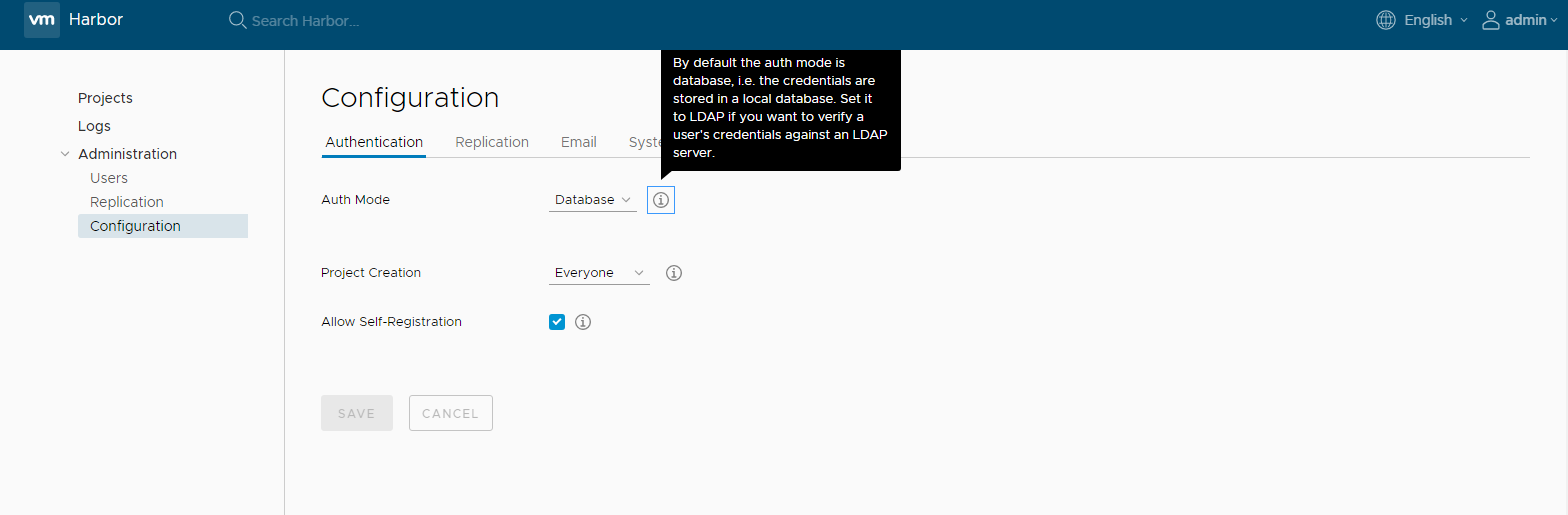 vm Harbor Search Harbor... English admin
By default the auth mode is
database, i.e. the credentials are
stored in a local database. Set it
to LDAP if you want to verify a
user's credentials against an LDAP
server.
Projects
Logs
Administration
Users
Replication
Configuration
Configuration
Authentication Replication Email Syste
Auth Mode Database
Project Creation Everyone
Allow Self-Registration
SAVE CANCEL